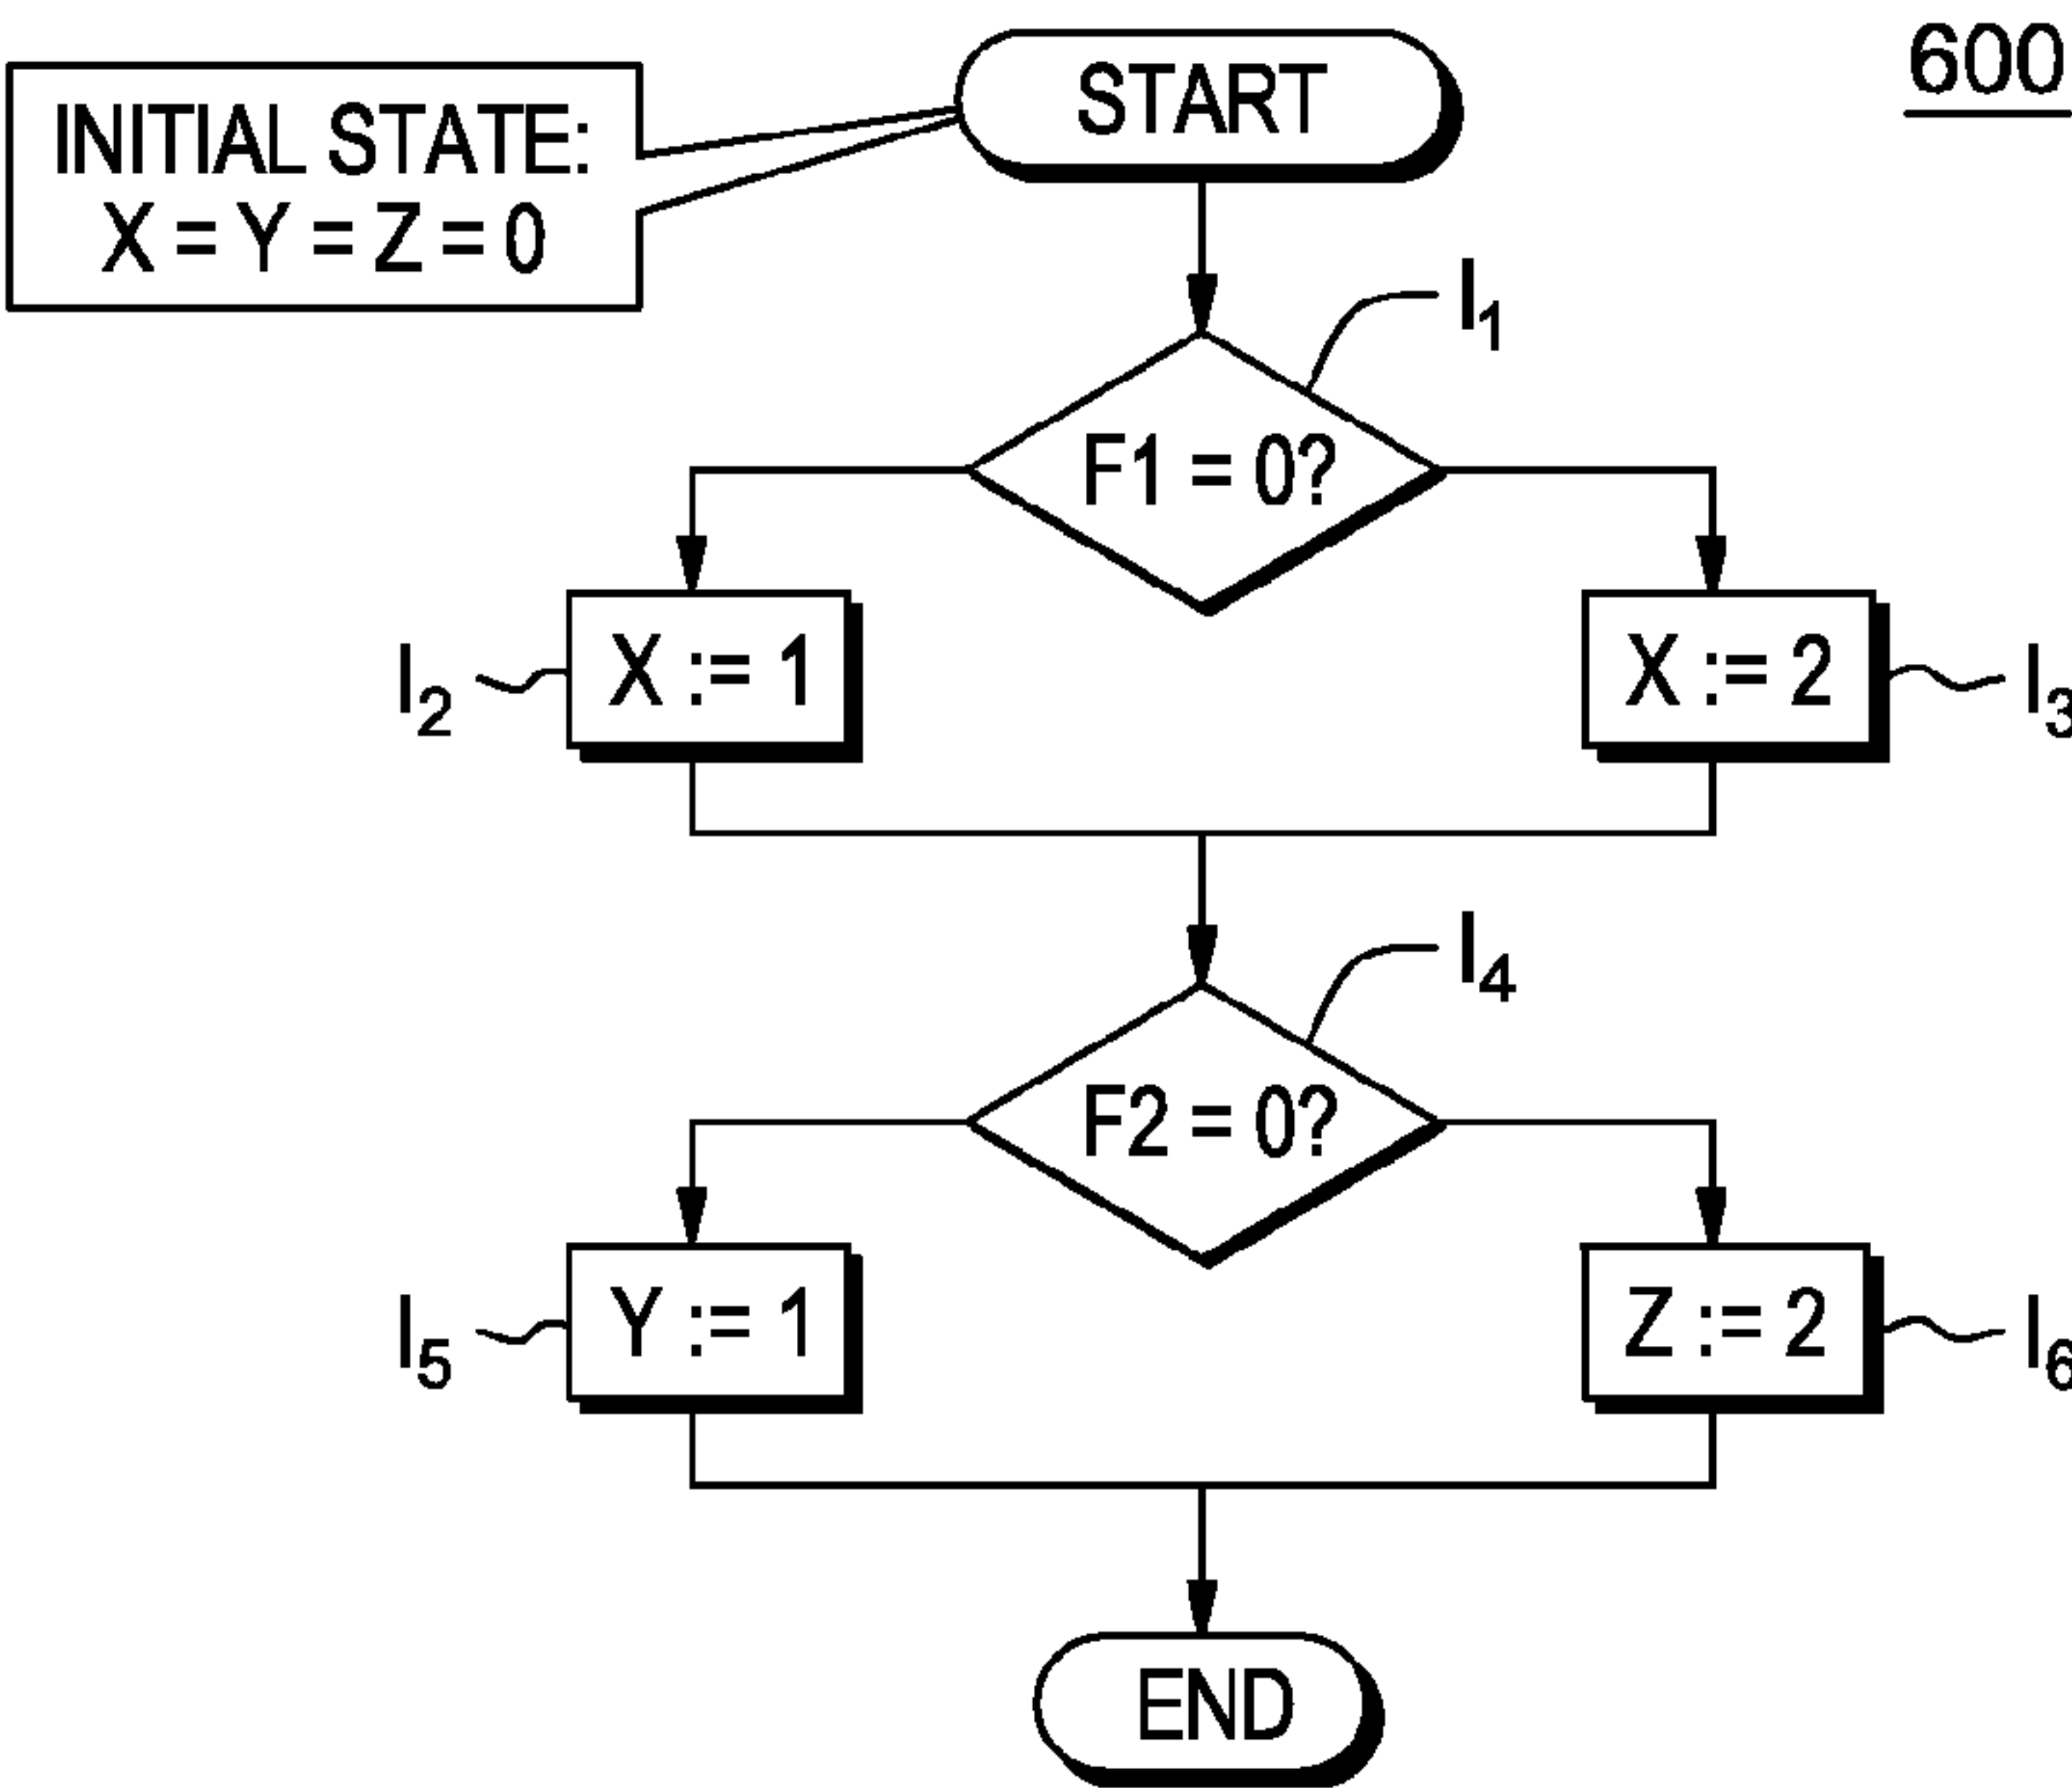 600
INITIAL STATE:
X = Y = Z = 0
START
I1
F1 = 0?
I2
X := 1
X := 2
I3
I4
F2 = 0?
I5
Y := 1
Z := 2
I6
END